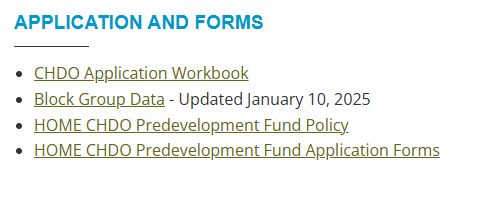 APPLICATION AND FORMS
CHDO Application Workbook
Block Group Data - Updated January 10, 2025
HOME CHDO Predevelopment Fund Policy
HOME CHDO Predevelopment Fund Application Forms